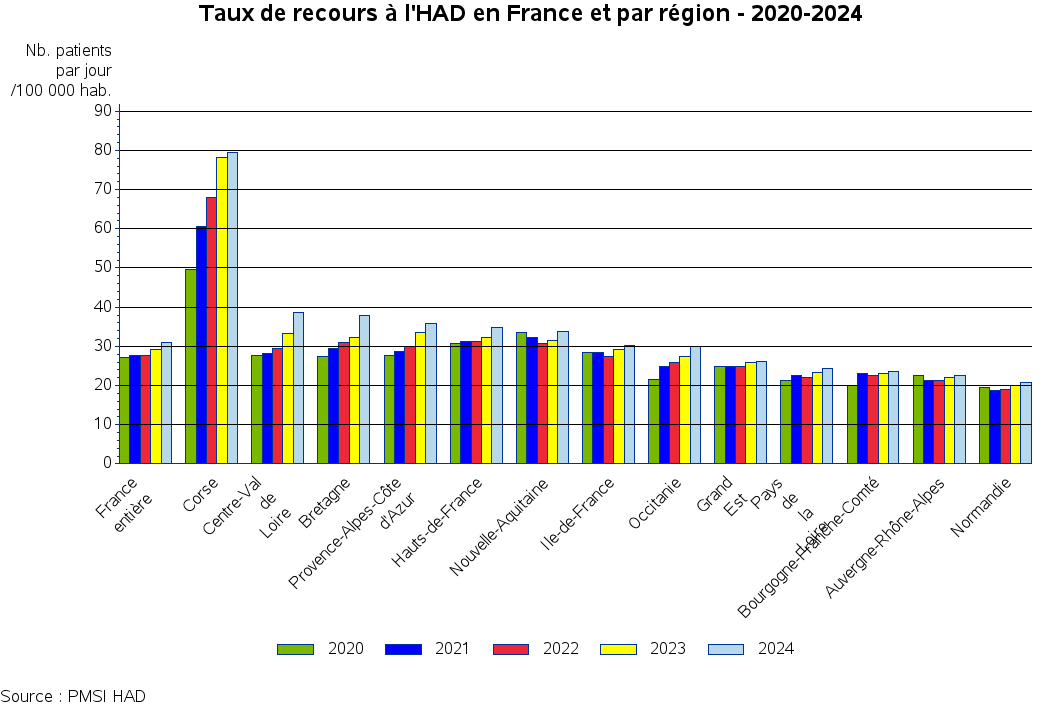 Taux de recours à l'HAD en France et par région - 2020-2024
Nb. patients
par jour
/100 000 hab.
90
80
70
60
50
40
30
20
10
0
France
entière
Corse
Centre-Val
de
Loire
Bretagne
Provence-Alpes-Côte
d'Azur
Hauts-de-France
Nouvelle-Aquitaine
Ile-de-France
Occitanie
Grand
Est
Pays
de
la
Loire
Bourgogne-Franche-Comté
Auvergne-Rhône-Alpes
Normandie
2020
2021
2022
2023
2024
Source : PMSI HAD